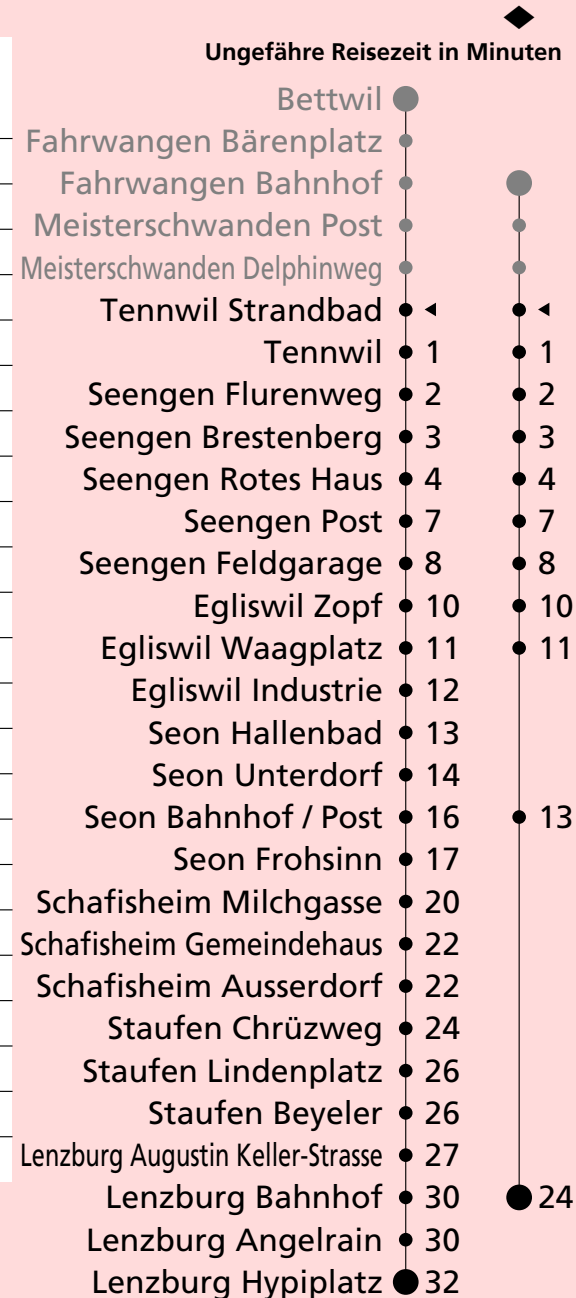 Ungefähre Reisezeit in Minuten
Bettwil
Fahrwangen Bärenplatz
Fahrwangen Bahnhof
Meisterschwanden Post
Meisterschwanden Delphinweg
Tennwil Strandbad
Tennwil 1 1
Seengen Flurenweg 2 2
Seengen Brestenberg 3 3
Seengen Rotes Haus 4 4
Seengen Post 7 7
Seengen Feldgarage 8 8
Egliswil Zopf 10 10
Egliswil Waagplatz 11 11
Egliswil Industrie 12
Seon Hallenbad 13
Seon Unterdorf 14
Seon Bahnhof / Post 16 13
Seon Frohsinn 17
Schafisheim Milchgasse 20
Schafisheim Gemeindehaus 22
Schafisheim Ausserdorf 22
Staufen Chrüzweg 24
Staufen Lindenplatz 26
Staufen Beyeler 26
Lenzburg Augustin Keller-Strasse 27
Lenzburg Bahnhof 30 24
Lenzburg Angelrain 30
Lenzburg Hypiplatz 32